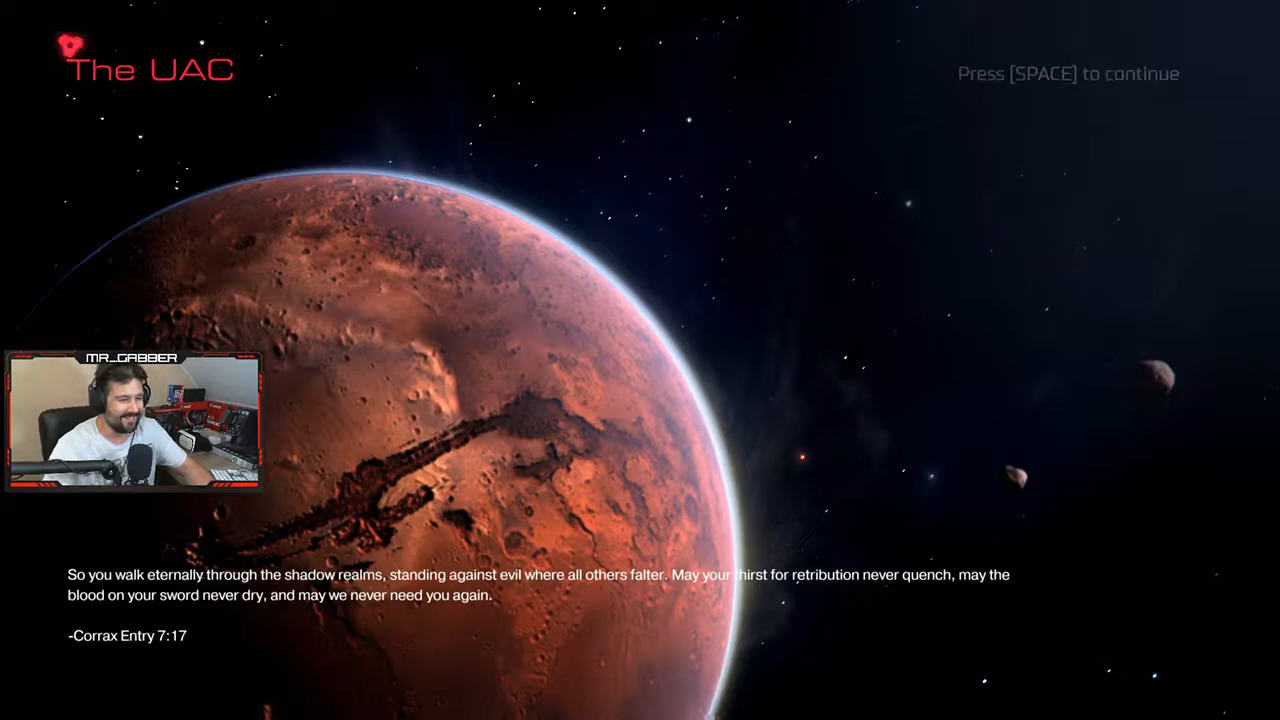 The UAC
Press [SPACE] to continue
MR_GABBER
So you walk eternally through the shadow realms, standing against evil where all others falter. May your thirst for retribution never quench, may the
blood on your sword never dry, and may we never need you again.
-Corrax Entry 7:17